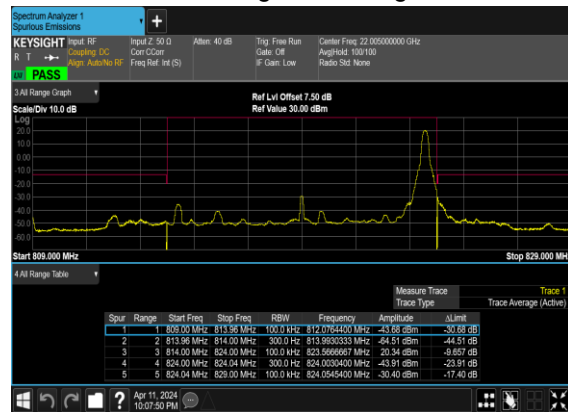 Spectrum Analyzer 1
Spurious Emissions
+
KEYSIGHT Input: RF Input Z: 50 Ω Atten: 40 dB Trig: Free Run Center Freq: 22.005000000 GHz
R T Coupling: DC Corr CCorr Gate: Off Avg|Hold: 100/100
Align: Auto/No RF Freq Ref: Int (S) IF Gain: Low Radio Std: None
PASS
3 All Range Graph
Ref Lvl Offset 7.50 dB
Scale/Div 10.0 dB Ref Value 30.00 dBm
Log
20.0
10.0
0.00
-10.0
-20.0
-30.0
-40.0
-50.0
-60.0
Start 809.000 MHz Stop 829.000 MH
4 All Range Table
Measure Trace Trace 1
Trace Type Trace Average (Active)
Spur Range Start Freq Stop Freq RBW Frequency Amplitude ΔLimit
1 1 809.00 MHz 813.96 MHz 100.0 kHz 812.0764400 MHz -43.68 dBm -30.68 dB
2 2 813.96 MHz 814.00 MHz 300.0 Hz 813.9930333 MHz -64.51 dBm -44.51 dB
3 3 814.00 MHz 824.00 MHz 100.0 kHz 823.5666667 MHz 20.34 dBm -9.657 dB
4 4 824.00 MHz 824.04 MHz 300.0 Hz 824.0030400 MHz -43.91 dBm -23.91 dB
5 5 824.04 MHz 829.00 MHz 100.0 kHz 824.0545400 MHz -30.40 dBm -17.40 dB
? Apr 11, 2024
10:07:50 PM